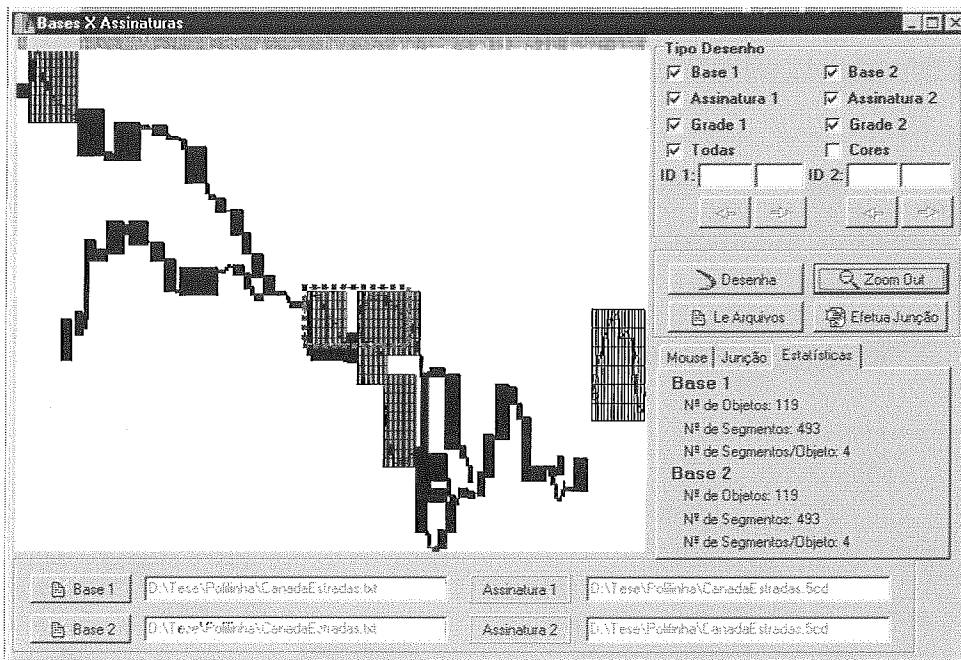 Bases X Assinaturas
Tipo Desenho
Base 1
Base 2
Assinatura 1
Assinatura 2
Grade 1
Grade 2
Todas
Cores
ID 1:
ID 2:
Desenha
Zoom Out
Le Arquivos
Efetua Junção
Mouse
Junção
Estatísticas
Base 1
Nº de Objetos: 119
Nº de Segmentos: 493
Nº de Segmentos/Objeto: 4
Base 2
Nº de Objetos: 119
Nº de Segmentos: 493
Nº de Segmentos/Objeto: 4
Base 1
D:\Tese\Polilinha\CanadaEstradas.txt
Assinatura 1
D:\Tese\Polilinha\CanadaEstradas.5cd
Base 2
D:\Tese\Polilinha\CanadaEstradas.txt
Assinatura 2
D:\Tese\Polilinha\CanadaEstradas.5cd